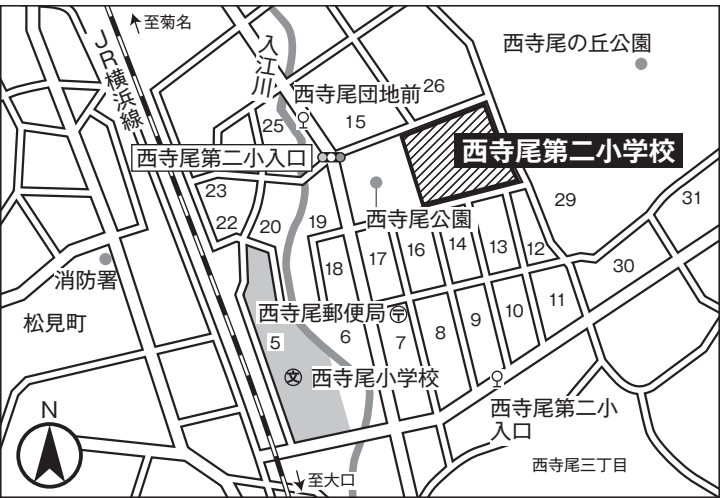 至菊名
JR横浜線
入江川
西寺尾の丘公園
西寺尾団地前
26
25
15
西寺尾第二小入口
西寺尾第二小学校
23
22
20
19
西寺尾公園
29
31
18
17
16
14
13
12
30
消防署
松見町
西寺尾郵便局
5
6
7
8
9
10
11
文 西寺尾小学校
西寺尾第二小
入口
N
至大口
西寺尾三丁目